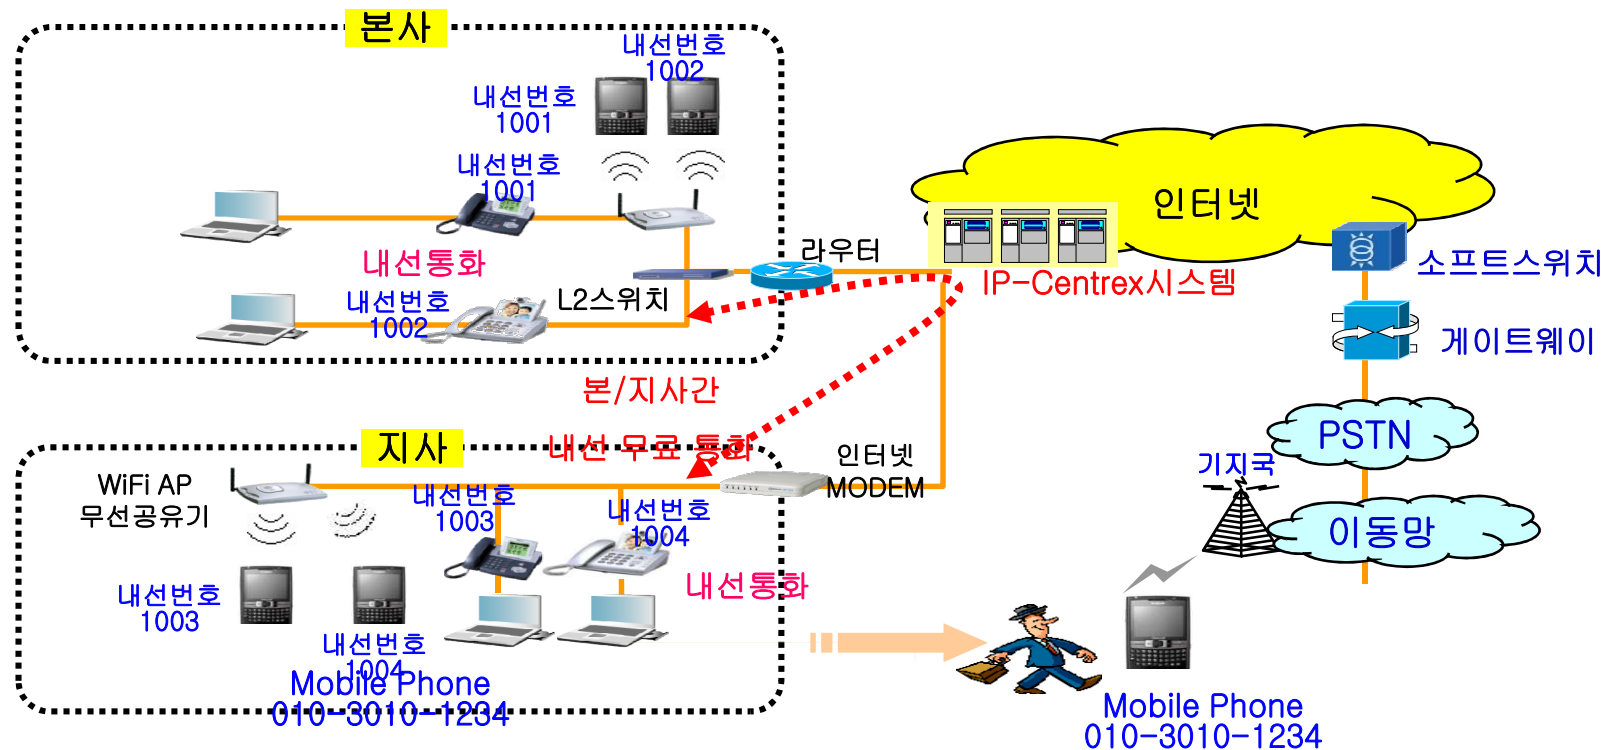 본사
내선번호
1002
내선번호
1001
내선번호
1001
인터넷
라우터
소프트스위치
내선통화
IP-Centrex시스템
내선번호
1002
L2스위치
게이트웨이
본/지사간
내선 무료 통화
PSTN
지사
인터넷
MODEM
기지국
WiFi AP
무선공유기
내선번호
1003
내선번호
1004
이동망
내선통화
내선번호
1003
내선번호
1004
Mobile Phone
010-3010-1234
Mobile Phone
010-3010-1234